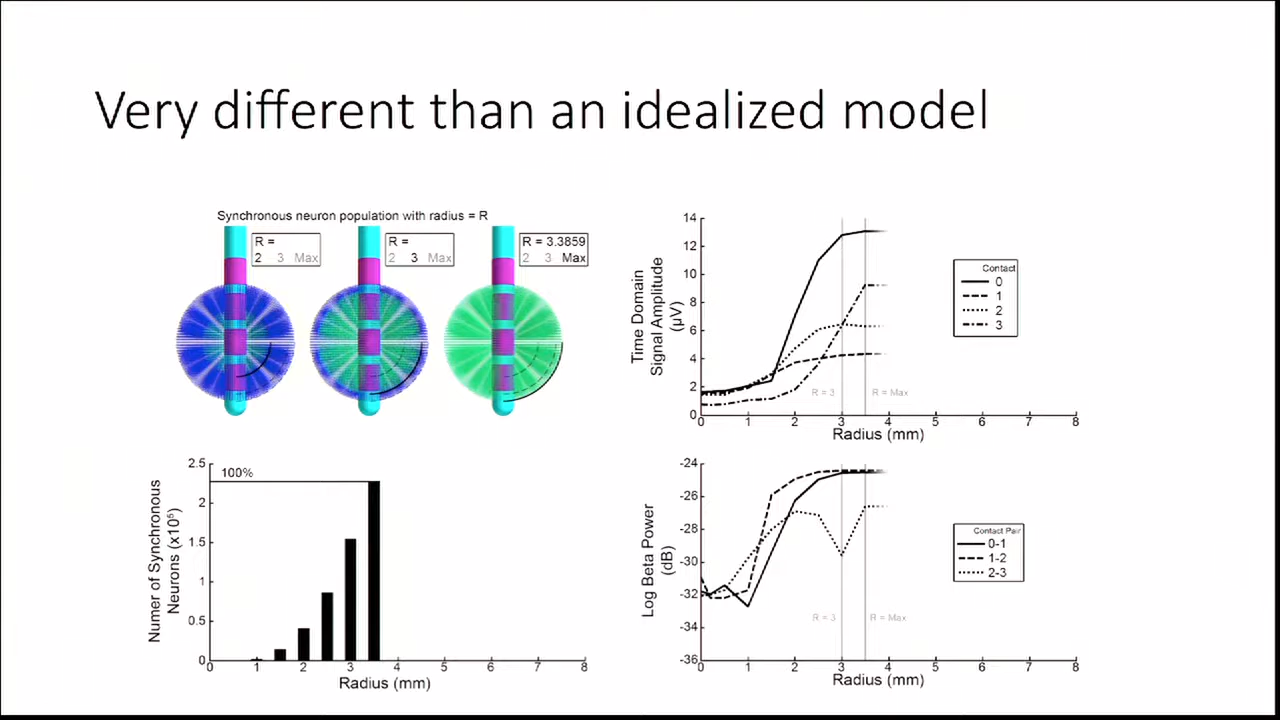 Very different than an idealized model
Synchronous neuron population with radius = R
R =
2 3 Max
R =
2 3 Max
R = 3.3859
2 3 Max
Time Domain
Signal Amplitude
(μV)
14
12
10
8
6
4
2
0
R = 3
R = Max
0 1 2 3 4 5 6 7 8
Radius (mm)
Contact
0
1
2
3
Numer of Synchronous
Neurons (x10⁵)
2.5
2
1.5
1
0.5
0
100%
0 1 2 3 4 5 6 7 8
Radius (mm)
Log Beta Power
(dB)
-24
-26
-28
-30
-32
-34
-36
R = 3
R = Max
0 1 2 3 4 5 6 7 8
Radius (mm)
Contact Pair
0-1
1-2
2-3